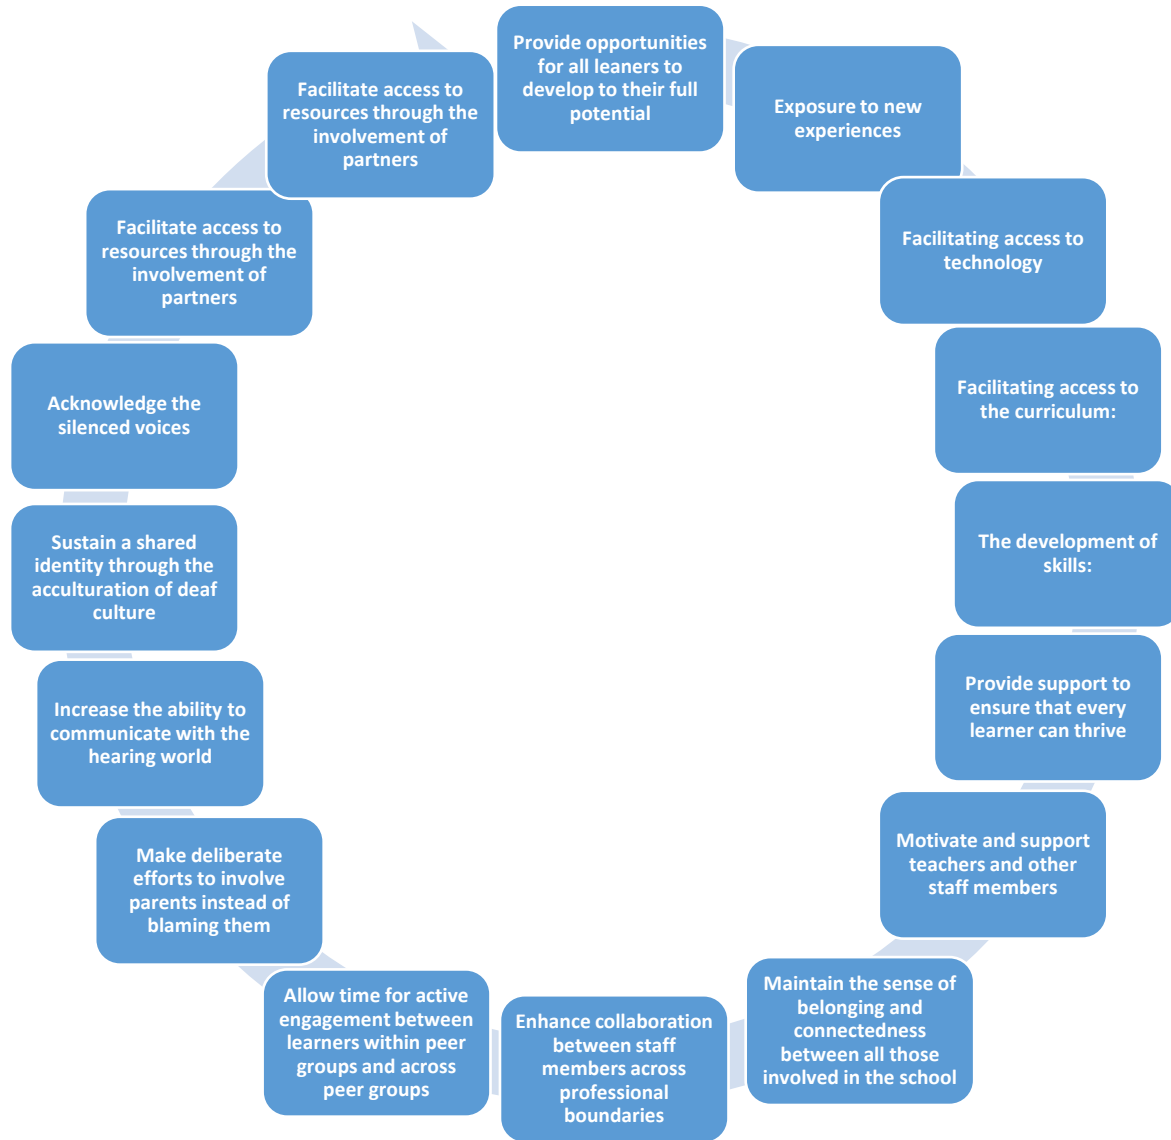 Provide opportunities
for all leaners to
develop to their full
potential
Exposure to new
experiences
Facilitating access to
technology
Facilitating access to
the curriculum:
The development of
skills:
Provide support to
ensure that every
learner can thrive
Motivate and support
teachers and other
staff members
Maintain the sense of
belonging and
connectedness
between all those
involved in the school
Enhance collaboration
between staff
members across
professional
boundaries
Allow time for active
engagement between
learners within peer
groups and across
peer groups
Make deliberate
efforts to involve
parents instead of
blaming them
Increase the ability to
communicate with the
hearing world
Sustain a shared
identity through the
acculturation of deaf
culture
Acknowledge the
silenced voices
Facilitate access to
resources through the
involvement of
partners
Facilitate access to
resources through the
involvement of
partners